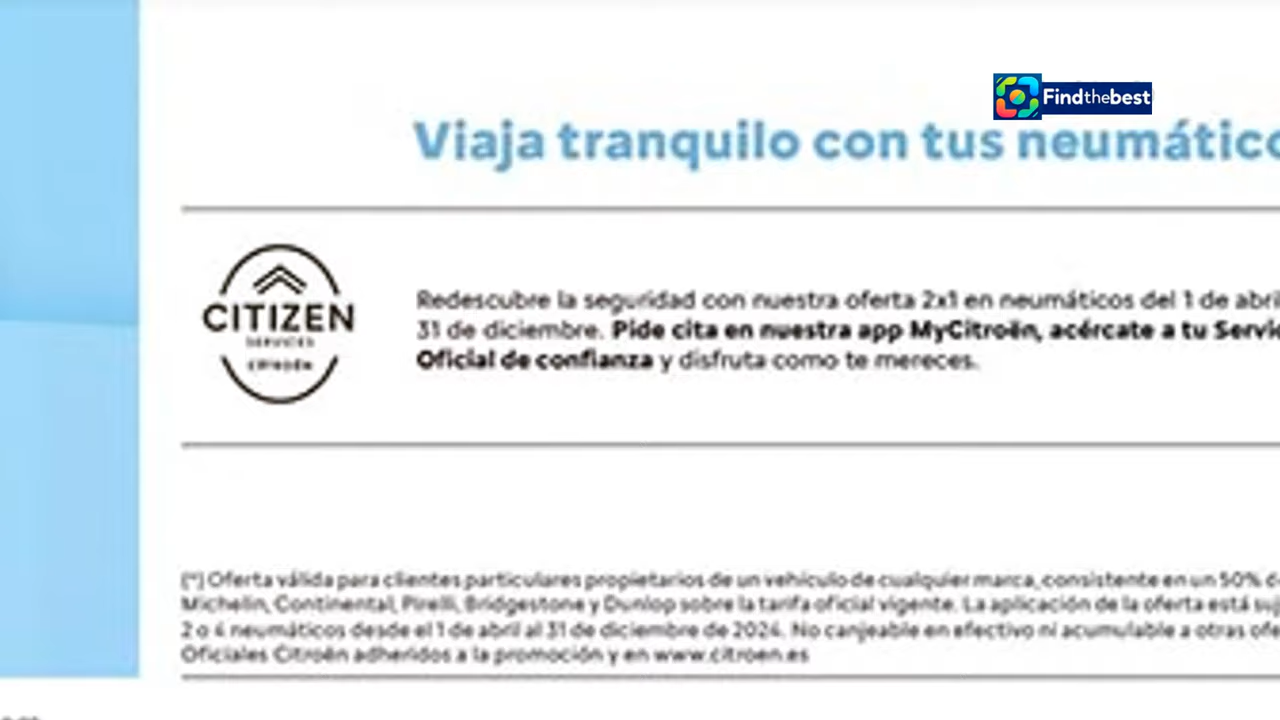 Findthebest
Viaja tranquilo con tus neumático
CITIZEN
SERVICES
CITROËN
Redescubre la seguridad con nuestra oferta 2x1 en neumáticos del 1 de abril
31 de diciembre. Pide cita en nuestra app MyCitroën, acércate a tu Servi
Oficial de confianza y disfruta como te mereces.
(*) Oferta válida para clientes particulares propietarios de un vehículo de cualquier marca, consistente en un 50% d
Michelin, Continental, Pirelli, Bridgestone y Dunlop sobre la tarifa oficial vigente. La aplicación de la oferta está suj
2 o 4 neumáticos desde el 1 de abril al 31 de diciembre de 2024. No canjeable en efectivo ni acumulable a otras ofe
Oficiales Citroën adheridos a la promoción y en www.citroen.es